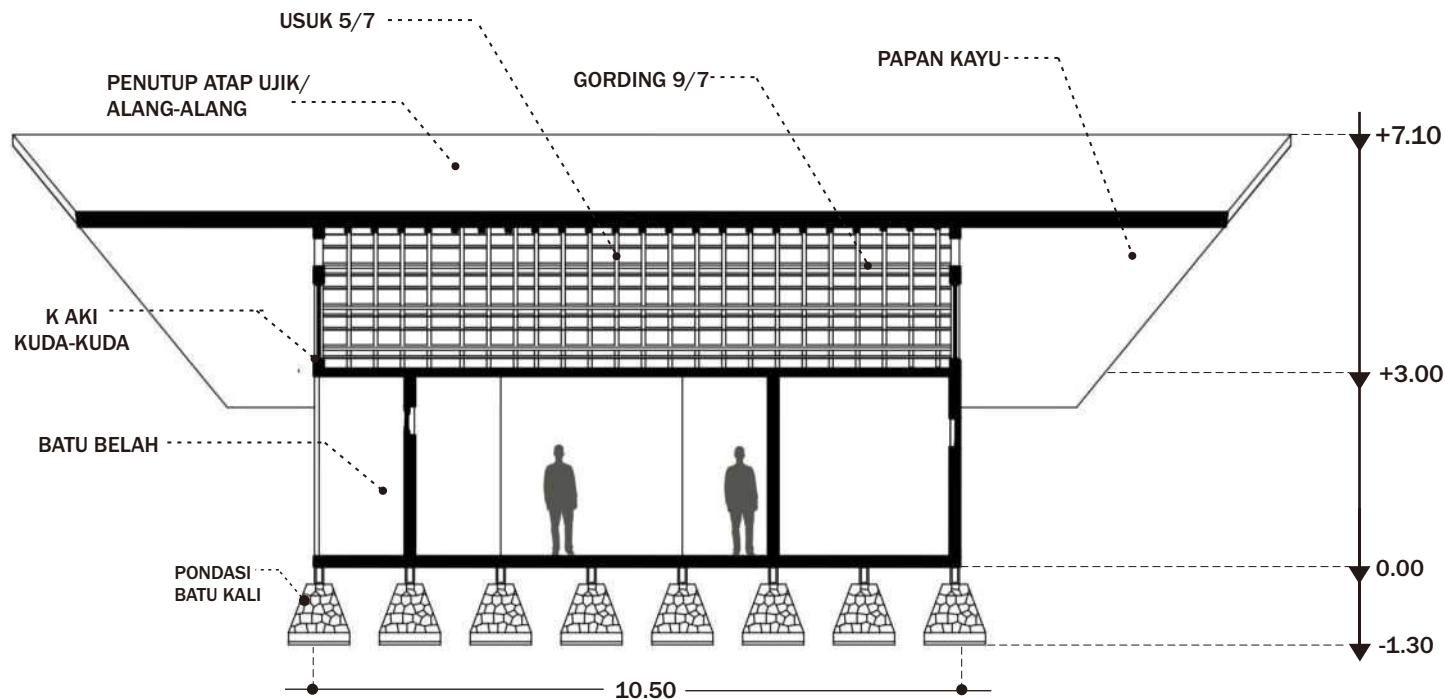 USUK 5/7
PENUTUP ATAP UJIK/
ALANG-ALANG
GORDING 9/7
PAPAN KAYU
+7.10
K AKI
KUDA-KUDA
+3.00
BATU BELAH
PONDASI
BATU KALI
0.00
-1.30
10.50